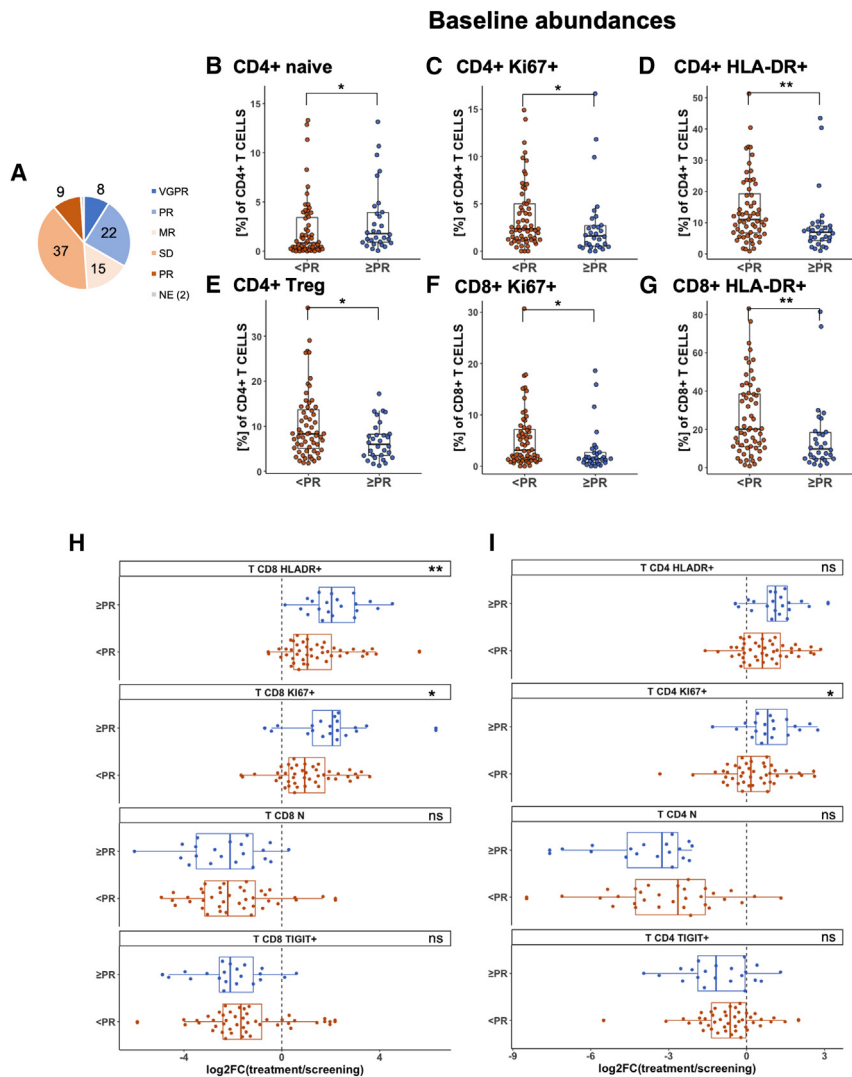 Baseline abundances
A
9
8
22
37
15
VGPR
PR
MR
SD
PR
NE (2)
B CD4+ naive
*
[%] of CD4+ T CELLS
15
10
5
0
<PR ≥PR
C CD4+ Ki67+
*
[%] of CD4+ T CELLS
15
10
5
0
<PR ≥PR
D CD4+ HLA-DR+
**
[%] of CD4+ T CELLS
50
40
30
20
10
0
<PR ≥PR
E CD4+ Treg
*
[%] of CD4+ T CELLS
30
20
10
0
<PR ≥PR
F CD8+ Ki67+
*
[%] of CD8+ T CELLS
30
20
10
0
<PR ≥PR
G CD8+ HLA-DR+
**
[%] of CD8+ T CELLS
80
60
40
20
0
<PR ≥PR
H
T CD8 HLADR+ **
≥PR
<PR
T CD8 KI67+ *
≥PR
<PR
T CD8 N ns
≥PR
<PR
T CD8 TIGIT+ ns
≥PR
<PR
-4 0 4
log2FC(treatment/screening)
I
T CD4 HLADR+ ns
≥PR
<PR
T CD4 KI67+ *
≥PR
<PR
T CD4 N ns
≥PR
<PR
T CD4 TIGIT+ ns
≥PR
<PR
-9 -6 -3 0 3
log2FC(treatment/screening)